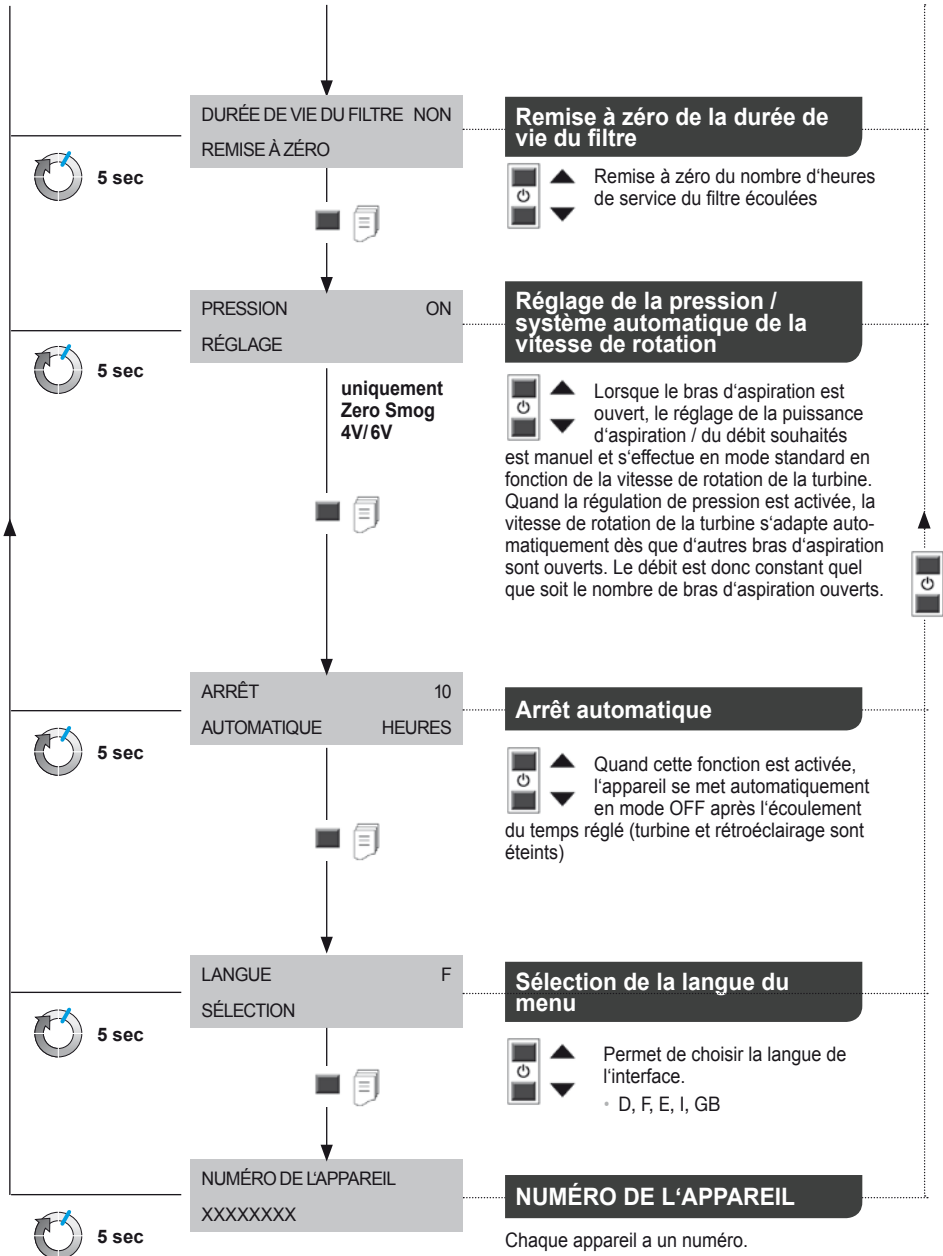 DURÉE DE VIE DU FILTRE NON
REMISE À ZÉRO
5 sec
Remise à zéro de la durée de
vie du filtre
Remise à zéro du nombre d‘heures
de service du filtre écoulées
PRESSION ON
RÉGLAGE
5 sec
uniquement
Zero Smog
4V/ 6V
Réglage de la pression /
système automatique de la
vitesse de rotation
Lorsque le bras d‘aspiration est
ouvert, le réglage de la puissance
d‘aspiration / du débit souhaités
est manuel et s‘effectue en mode standard en
fonction de la vitesse de rotation de la turbine.
Quand la régulation de pression est activée, la
vitesse de rotation de la turbine s‘adapte auto-
matiquement dès que d‘autres bras d‘aspiration
sont ouverts. Le débit est donc constant quel
que soit le nombre de bras d‘aspiration ouverts.
ARRÊT 10
AUTOMATIQUE HEURES
5 sec
Arrêt automatique
Quand cette fonction est activée,
l‘appareil se met automatiquement
en mode OFF après l‘écoulement
du temps réglé (turbine et rétroéclairage sont
éteints)
LANGUE F
SÉLECTION
5 sec
Sélection de la langue du
menu
Permet de choisir la langue de
l‘interface.
• D, F, E, I, GB
NUMÉRO DE L‘APPAREIL
XXXXXXXX
5 sec
NUMÉRO DE L‘APPAREIL
Chaque appareil a un numéro.